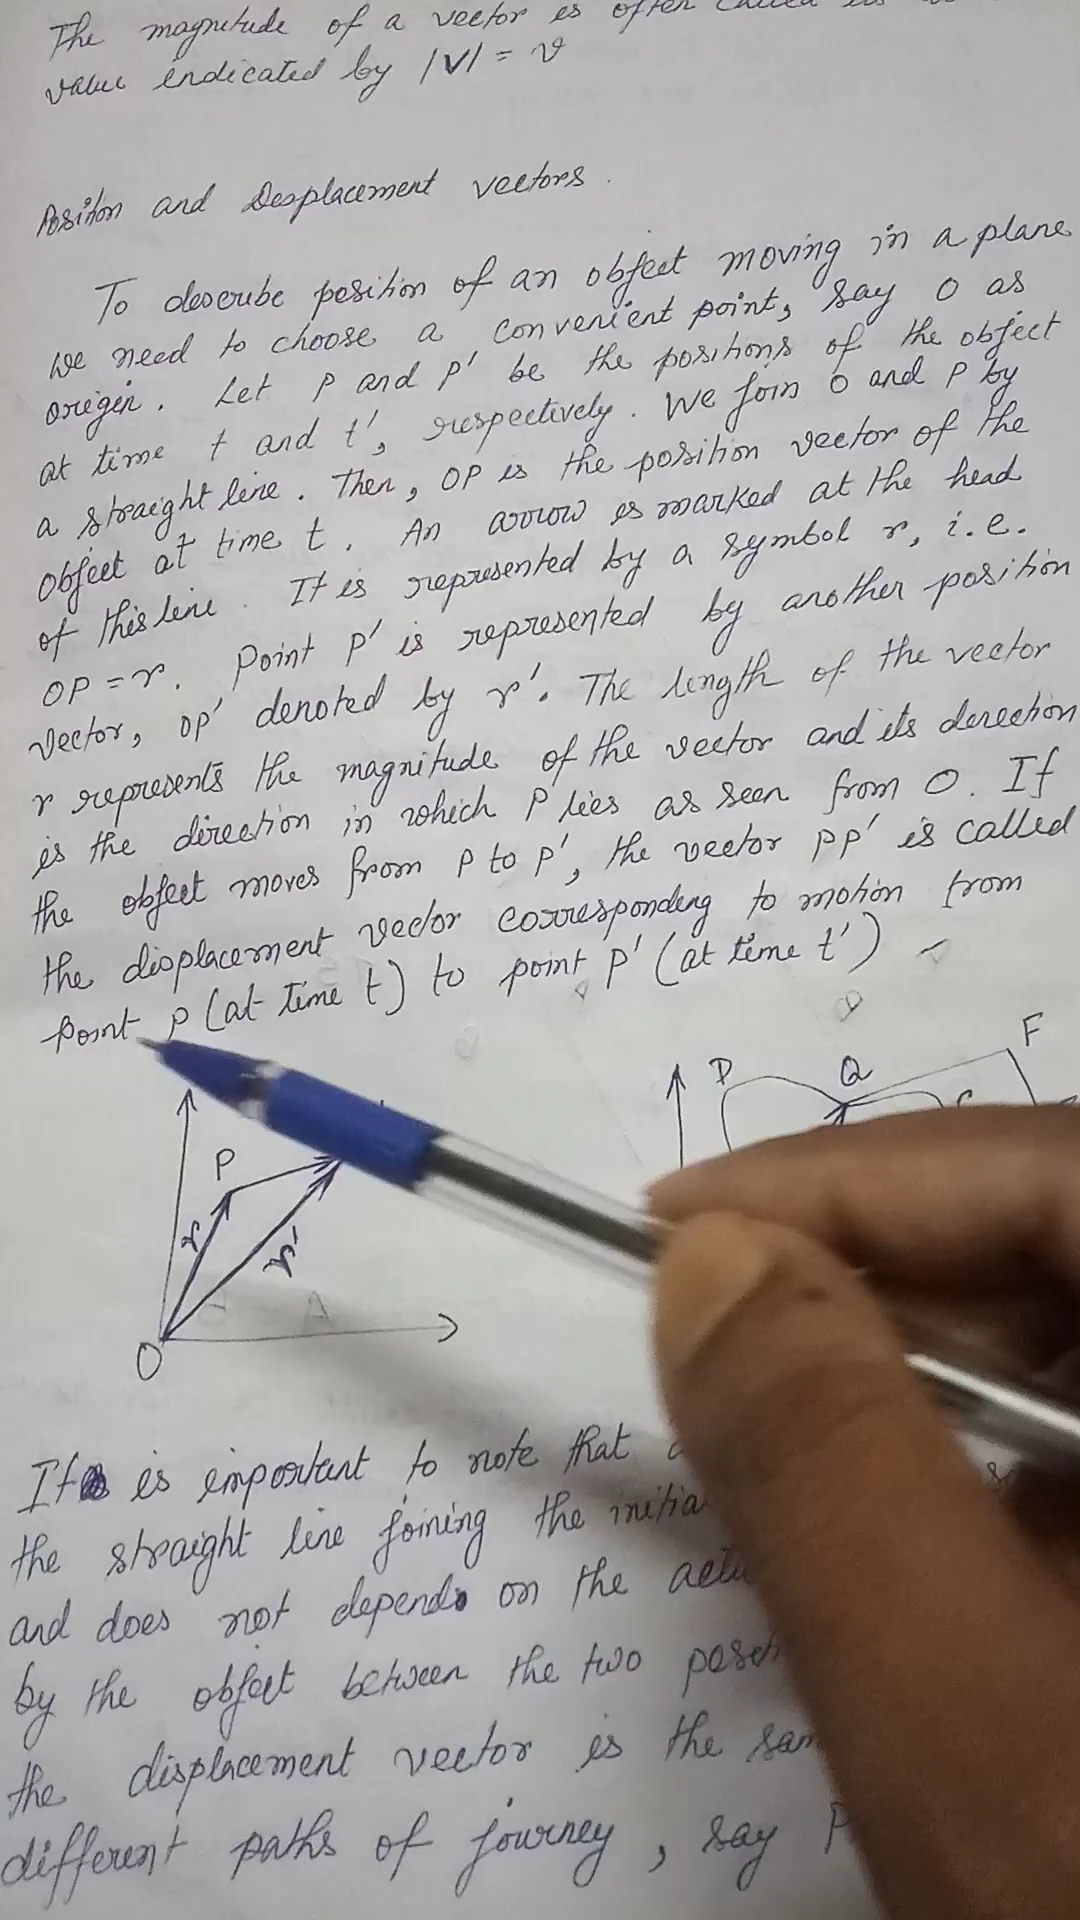 The magnitude of a vector is often called its
value indicated by |V| = v
Position and Desplacement vectors.
To describe position of an object moving in a plane
we need to choose a convenient point, say O as
origin. Let P and P' be the positions of the object
at time t and t', respectively. We join O and P by
a straight line. Then, OP is the position vector of the
object at time t. An arrow is marked at the head
of this line. It is represented by a symbol r, i.e.
OP = r. Point P' is represented by another position
vector, OP' denoted by r'. The length of the vector
r represents the magnitude of the vector and its derection
is the direction in which P lies as seen from O. If
the object moves from P to P', the vector PP' is called
the displacement vector corresponding to motion from
point P (at time t) to point P' (at time t')
P
r
r'
O
D
Q
F
It is important to note that
the straight line joining the
and does not depends on the
by the object between the two
the displacement vector is the
different paths of journey, say P